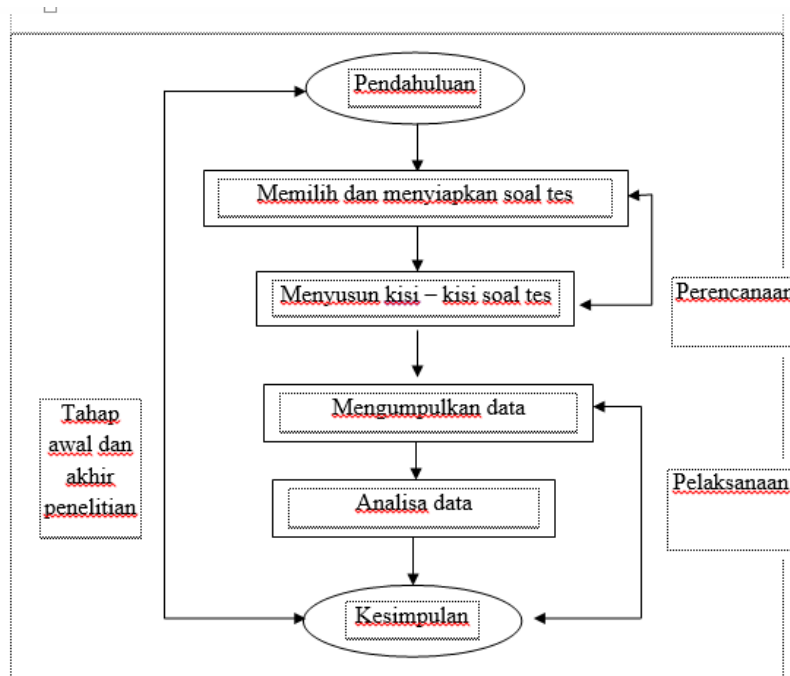 Pendahuluan
Memilih dan menyiapkan soal tes
Menyusun kisi – kisi soal tes
Perencanaan
Mengumpulkan data
Tahap
awal dan
akhir
penelitian
Pelaksanaan
Analisa data
Kesimpulan